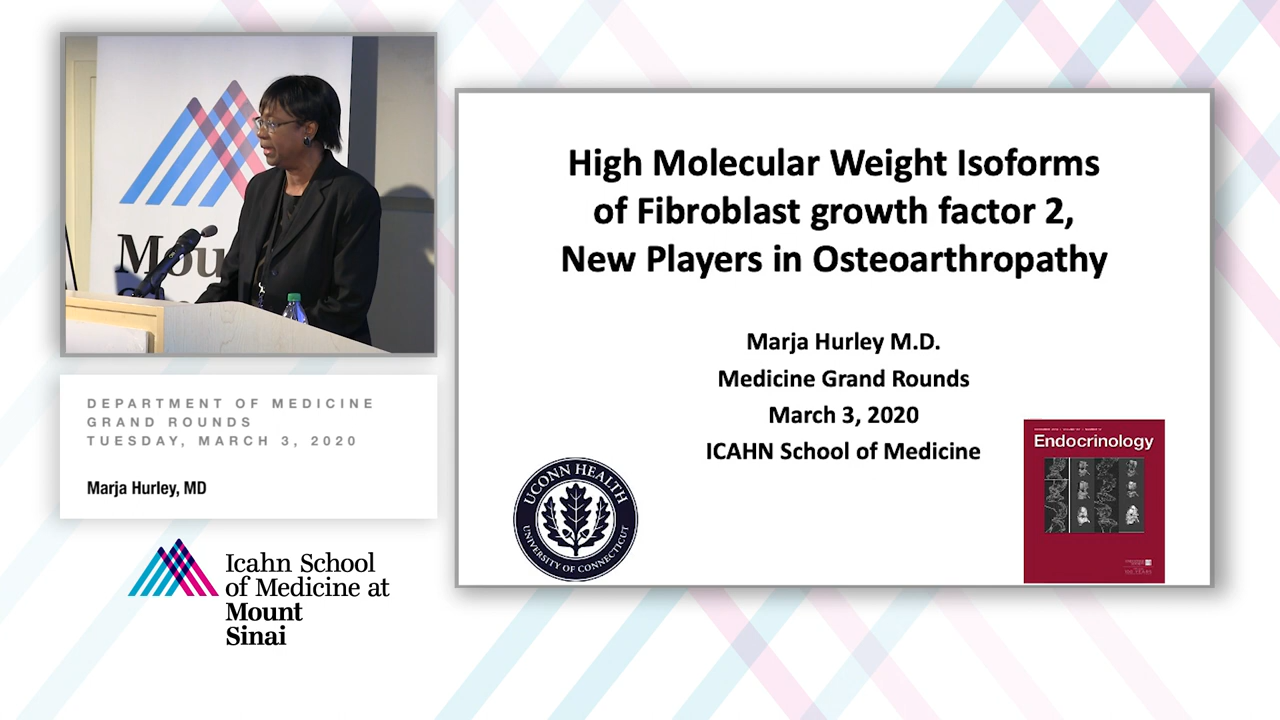 Mou
DEPARTMENT OF MEDICINE
GRAND ROUNDS
TUESDAY, MARCH 3, 2020
Marja Hurley, MD
Icahn School
of Medicine at
Mount
Sinai
High Molecular Weight Isoforms
of Fibroblast growth factor 2,
New Players in Osteoarthropathy
Marja Hurley M.D.
Medicine Grand Rounds
March 3, 2020
ICAHN School of Medicine
UCONN HEALTH
UNIVERSITY OF CONNECTICUT
Endocrinology